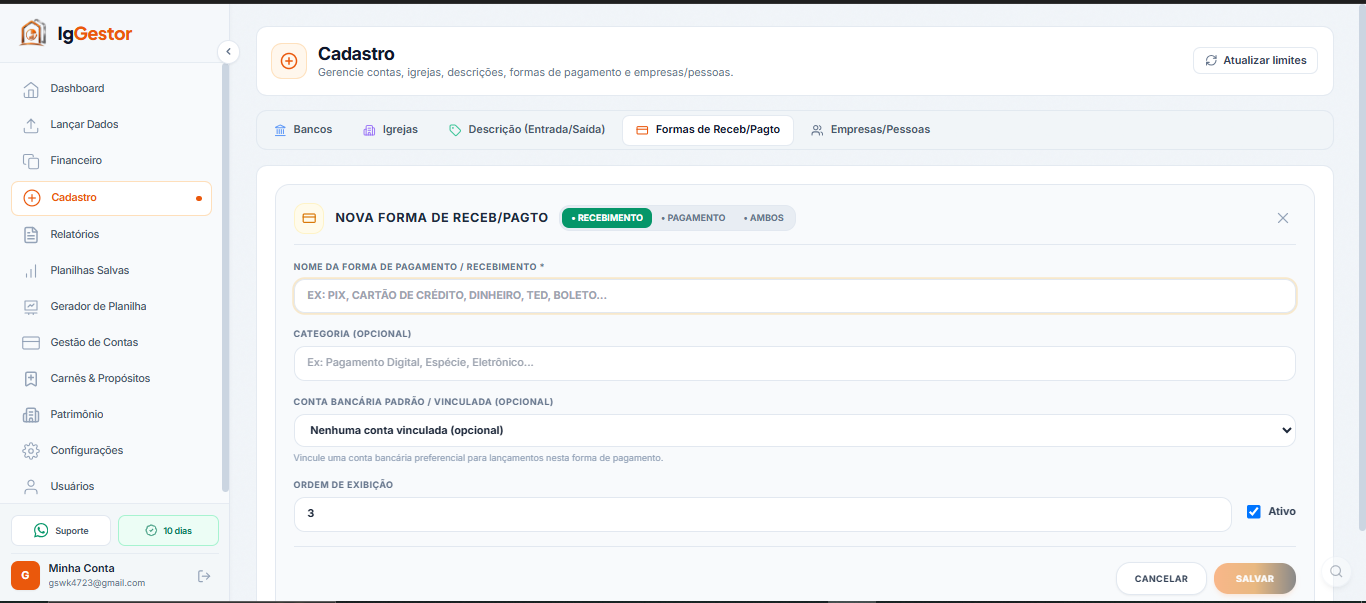 IgGestor
Dashboard
Lançar Dados
Financeiro
Cadastro
Relatórios
Planilhas Salvas
Gerador de Planilha
Gestão de Contas
Carnês & Propósitos
Patrimônio
Configurações
Usuários
Suporte
10 dias
G
Minha Conta
gswk4723@gmail.com
Cadastro
Gerencie contas, igrejas, descrições, formas de pagamento e empresas/pessoas.
Atualizar limites
Bancos
Igrejas
Descrição (Entrada/Saída)
Formas de Receb/Pagto
Empresas/Pessoas
NOVA FORMA DE RECEB/PAGTO
• RECEBIMENTO
• PAGAMENTO
• AMBOS
NOME DA FORMA DE PAGAMENTO / RECEBIMENTO *
EX: PIX, CARTÃO DE CRÉDITO, DINHEIRO, TED, BOLETO...
CATEGORIA (OPCIONAL)
Ex: Pagamento Digital, Espécie, Eletrônico...
CONTA BANCÁRIA PADRÃO / VINCULADA (OPCIONAL)
Nenhuma conta vinculada (opcional)
Vincule uma conta bancária preferencial para lançamentos nesta forma de pagamento.
ORDEM DE EXIBIÇÃO
3
Ativo
CANCELAR
SALVAR